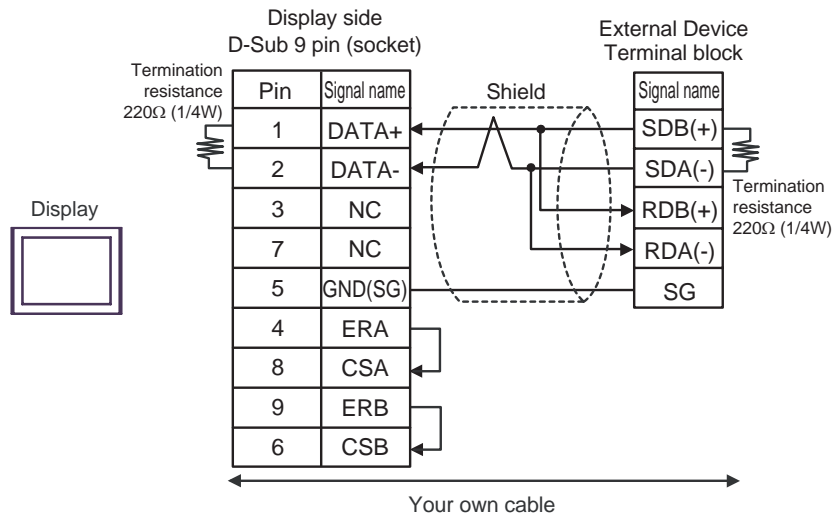 Display side
D-Sub 9 pin (socket)
External Device
Terminal block
Termination
resistance
220Ω (1/4W)
Pin Signal name
Shield
Signal name
1 DATA+
SDB(+)
2 DATA-
SDA(-)
Termination
resistance
220Ω (1/4W)
Display
3 NC
RDB(+)
7 NC
RDA(-)
5 GND(SG)
SG
4 ERA
8 CSA
9 ERB
6 CSB
Your own cable